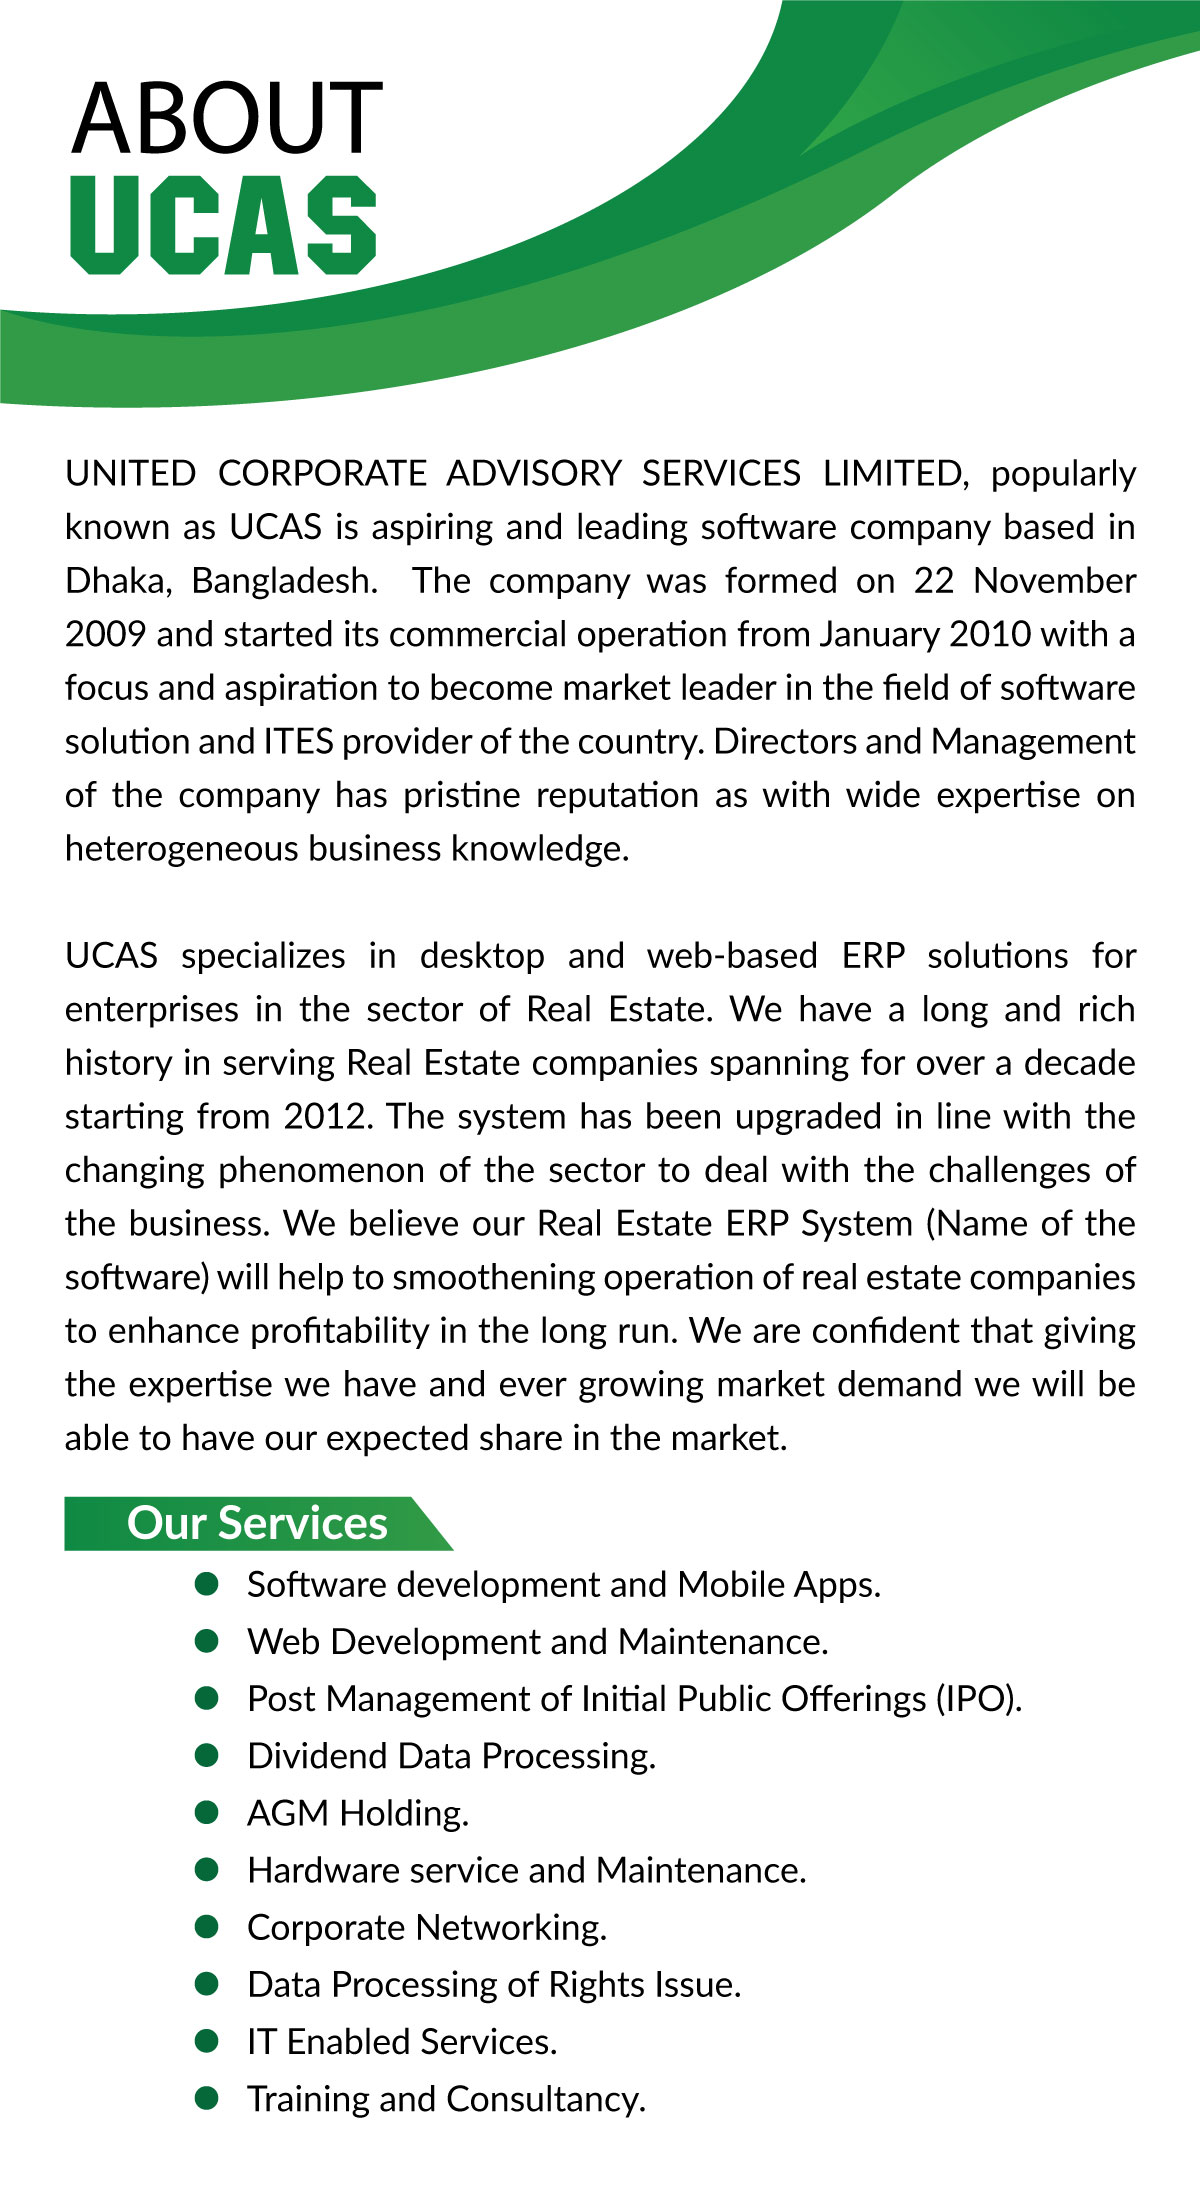 ABOUT
UCAS
UNITED CORPORATE ADVISORY SERVICES LIMITED, popularly
known as UCAS is aspiring and leading software company based in
Dhaka, Bangladesh.  The company was formed on 22 November
2009 and started its commercial operation from January 2010 with a
focus and aspiration to become market leader in the field of software
solution and ITES provider of the country. Directors and Management
of the company has pristine reputation as with wide expertise on
heterogeneous business knowledge.
UCAS specializes in desktop and web-based ERP solutions for
enterprises in the sector of Real Estate. We have a long and rich
history in serving Real Estate companies spanning for over a decade
starting from 2012. The system has been upgraded in line with the
changing phenomenon of the sector to deal with the challenges of
the business. We believe our Real Estate ERP System (Name of the
software) will help to smoothening operation of real estate companies
to enhance profitability in the long run. We are confident that giving
the expertise we have and ever growing market demand we will be
able to have our expected share in the market.
Our Services
● Software development and Mobile Apps.
● Web Development and Maintenance.
● Post Management of Initial Public Offerings (IPO).
● Dividend Data Processing.
● AGM Holding.
● Hardware service and Maintenance.
● Corporate Networking.
● Data Processing of Rights Issue.
● IT Enabled Services.
● Training and Consultancy.